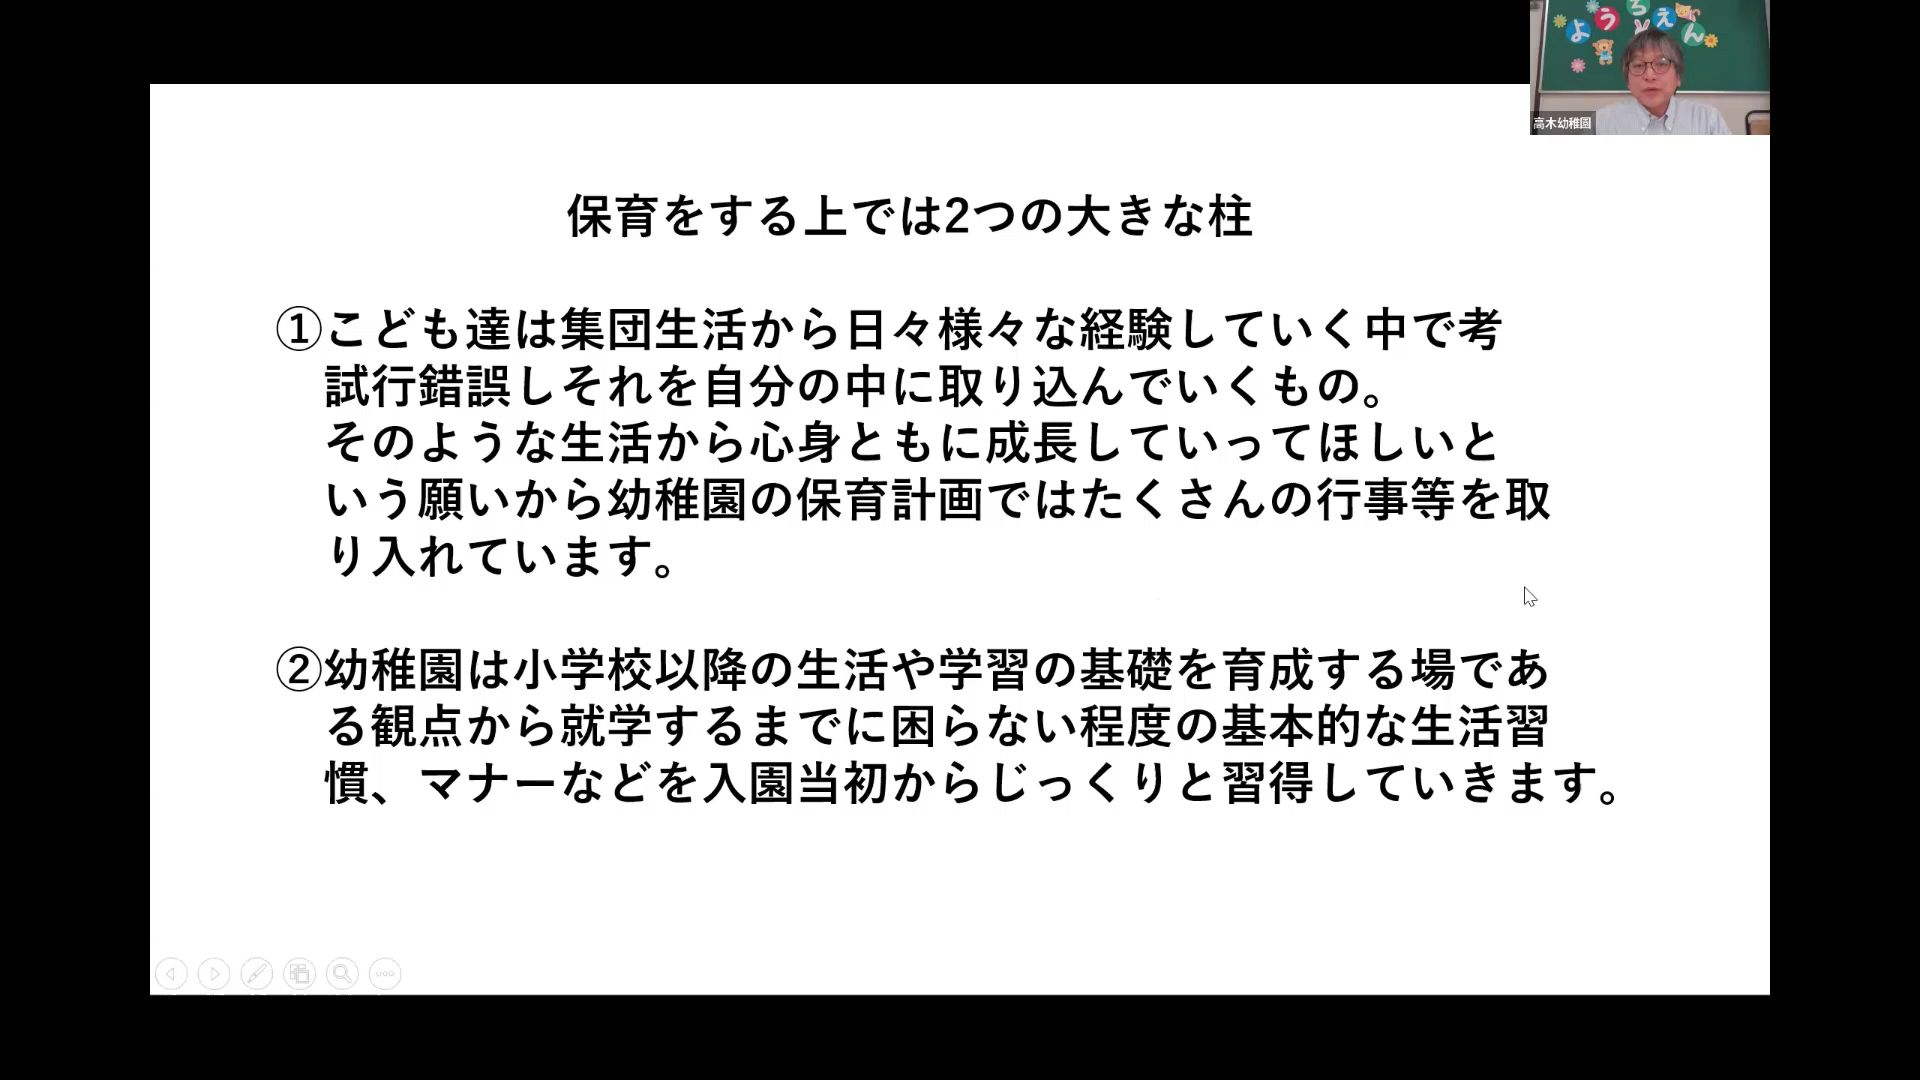 ようちえん
高木幼稚園
保育をする上では2つの大きな柱
①こども達は集団生活から日々様々な経験していく中で考
試行錯誤しそれを自分の中に取り込んでいくもの。
そのような生活から心身ともに成長していってほしいと
いう願いから幼稚園の保育計画ではたくさんの行事等を取
り入れています。
②幼稚園は小学校以降の生活や学習の基礎を育成する場であ
る観点から就学するまでに困らない程度の基本的な生活習
慣、マナーなどを入園当初からじっくりと習得していきます。